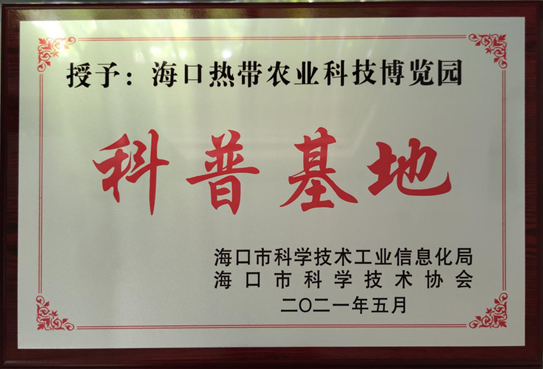 授予：海口热带农业科技博览园
科普基地
海口市科学技术工业信息化局
海口市科学技术协会
二〇二一年五月